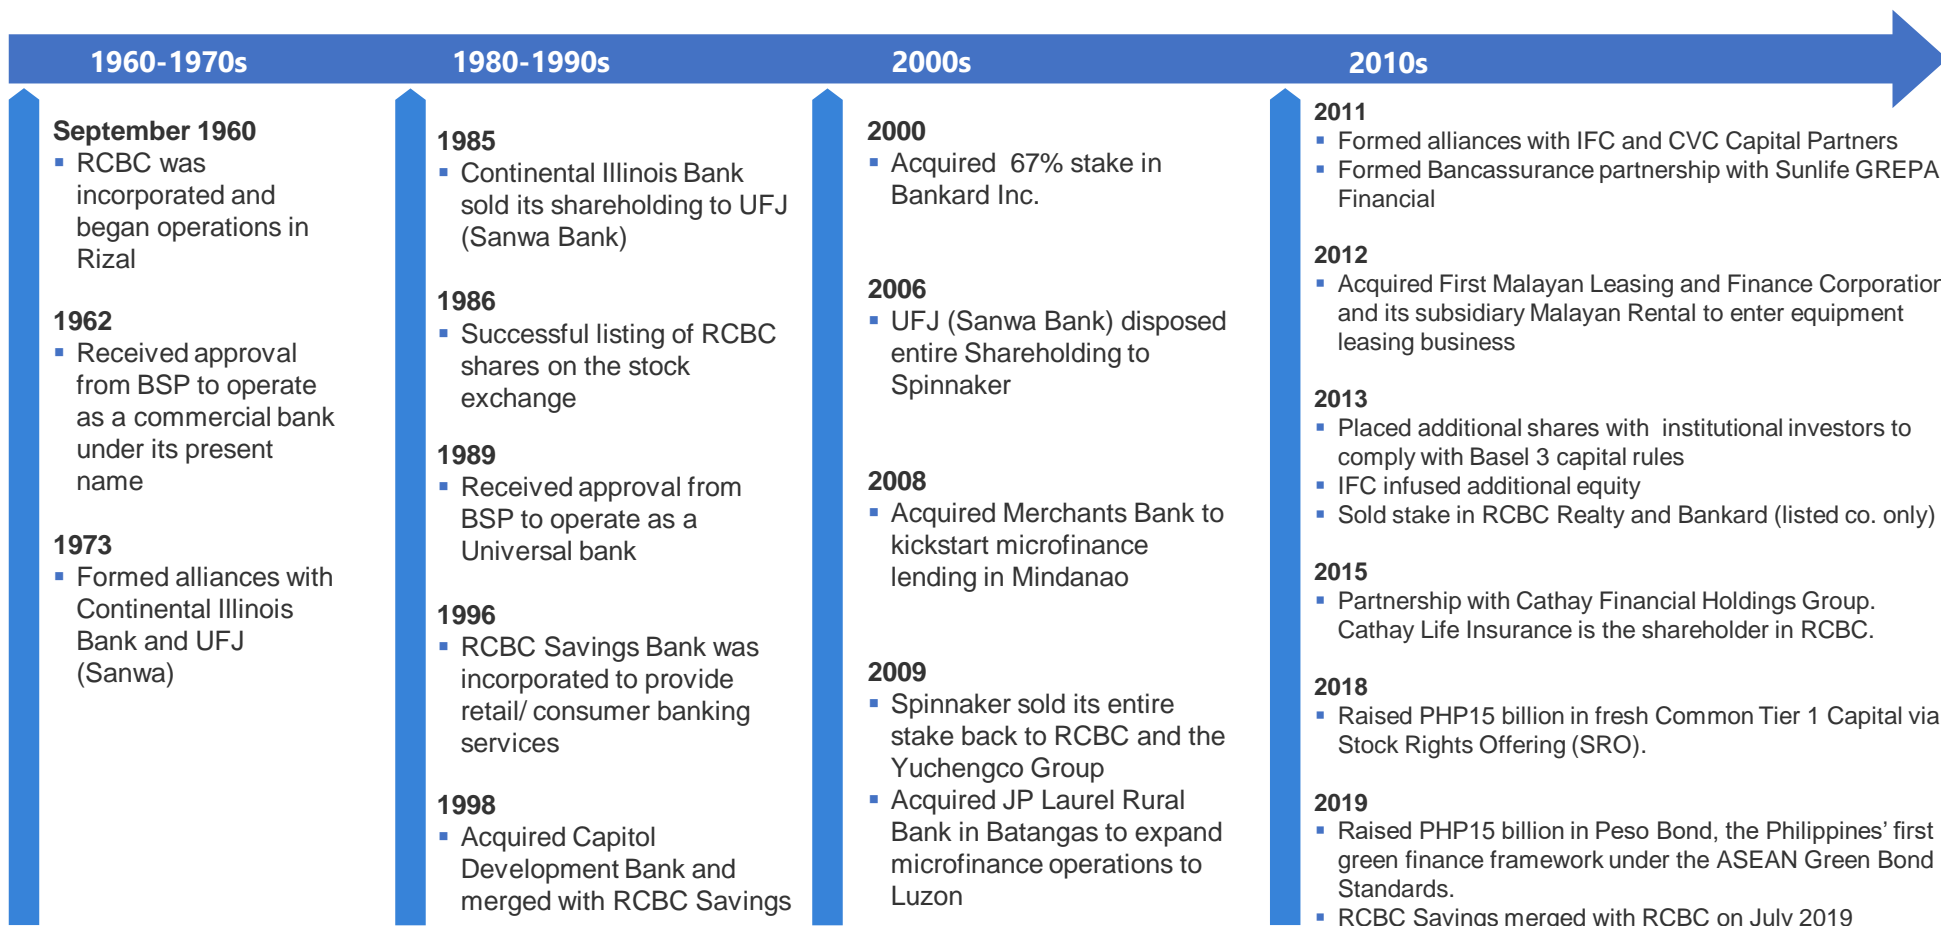 1960-1970s
1980-1990s
2000s
2010s
September 1960
▪ RCBC was
incorporated and
began operations in
Rizal
1962
▪ Received approval
from BSP to operate
as a commercial bank
under its present
name
1973
▪ Formed alliances with
Continental Illinois
Bank and UFJ
(Sanwa)
1985
▪ Continental Illinois Bank
sold its shareholding to UFJ
(Sanwa Bank)
1986
▪ Successful listing of RCBC
shares on the stock
exchange
1989
▪ Received approval from
BSP to operate as a
Universal bank
1996
▪ RCBC Savings Bank was
incorporated to provide
retail/ consumer banking
services
1998
▪ Acquired Capitol
Development Bank and
merged with RCBC Savings
2000
▪ Acquired 67% stake in
Bankard Inc.
2006
▪ UFJ (Sanwa Bank) disposed
entire Shareholding to
Spinnaker
2008
▪ Acquired Merchants Bank to
kickstart microfinance
lending in Mindanao
2009
▪ Spinnaker sold its entire
stake back to RCBC and the
Yuchengco Group
▪ Acquired JP Laurel Rural
Bank in Batangas to expand
microfinance operations to
Luzon
2011
▪ Formed alliances with IFC and CVC Capital Partners
▪ Formed Bancassurance partnership with Sunlife GREPA
Financial
2012
▪ Acquired First Malayan Leasing and Finance Corporation
and its subsidiary Malayan Rental to enter equipment
leasing business
2013
▪ Placed additional shares with institutional investors to
comply with Basel 3 capital rules
▪ IFC infused additional equity
▪ Sold stake in RCBC Realty and Bankard (listed co. only)
2015
▪ Partnership with Cathay Financial Holdings Group.
Cathay Life Insurance is the shareholder in RCBC.
2018
▪ Raised PHP15 billion in fresh Common Tier 1 Capital via
Stock Rights Offering (SRO).
2019
▪ Raised PHP15 billion in Peso Bond, the Philippines’ first
green finance framework under the ASEAN Green Bond
Standards.
▪ RCBC Savings merged with RCBC on July 2019